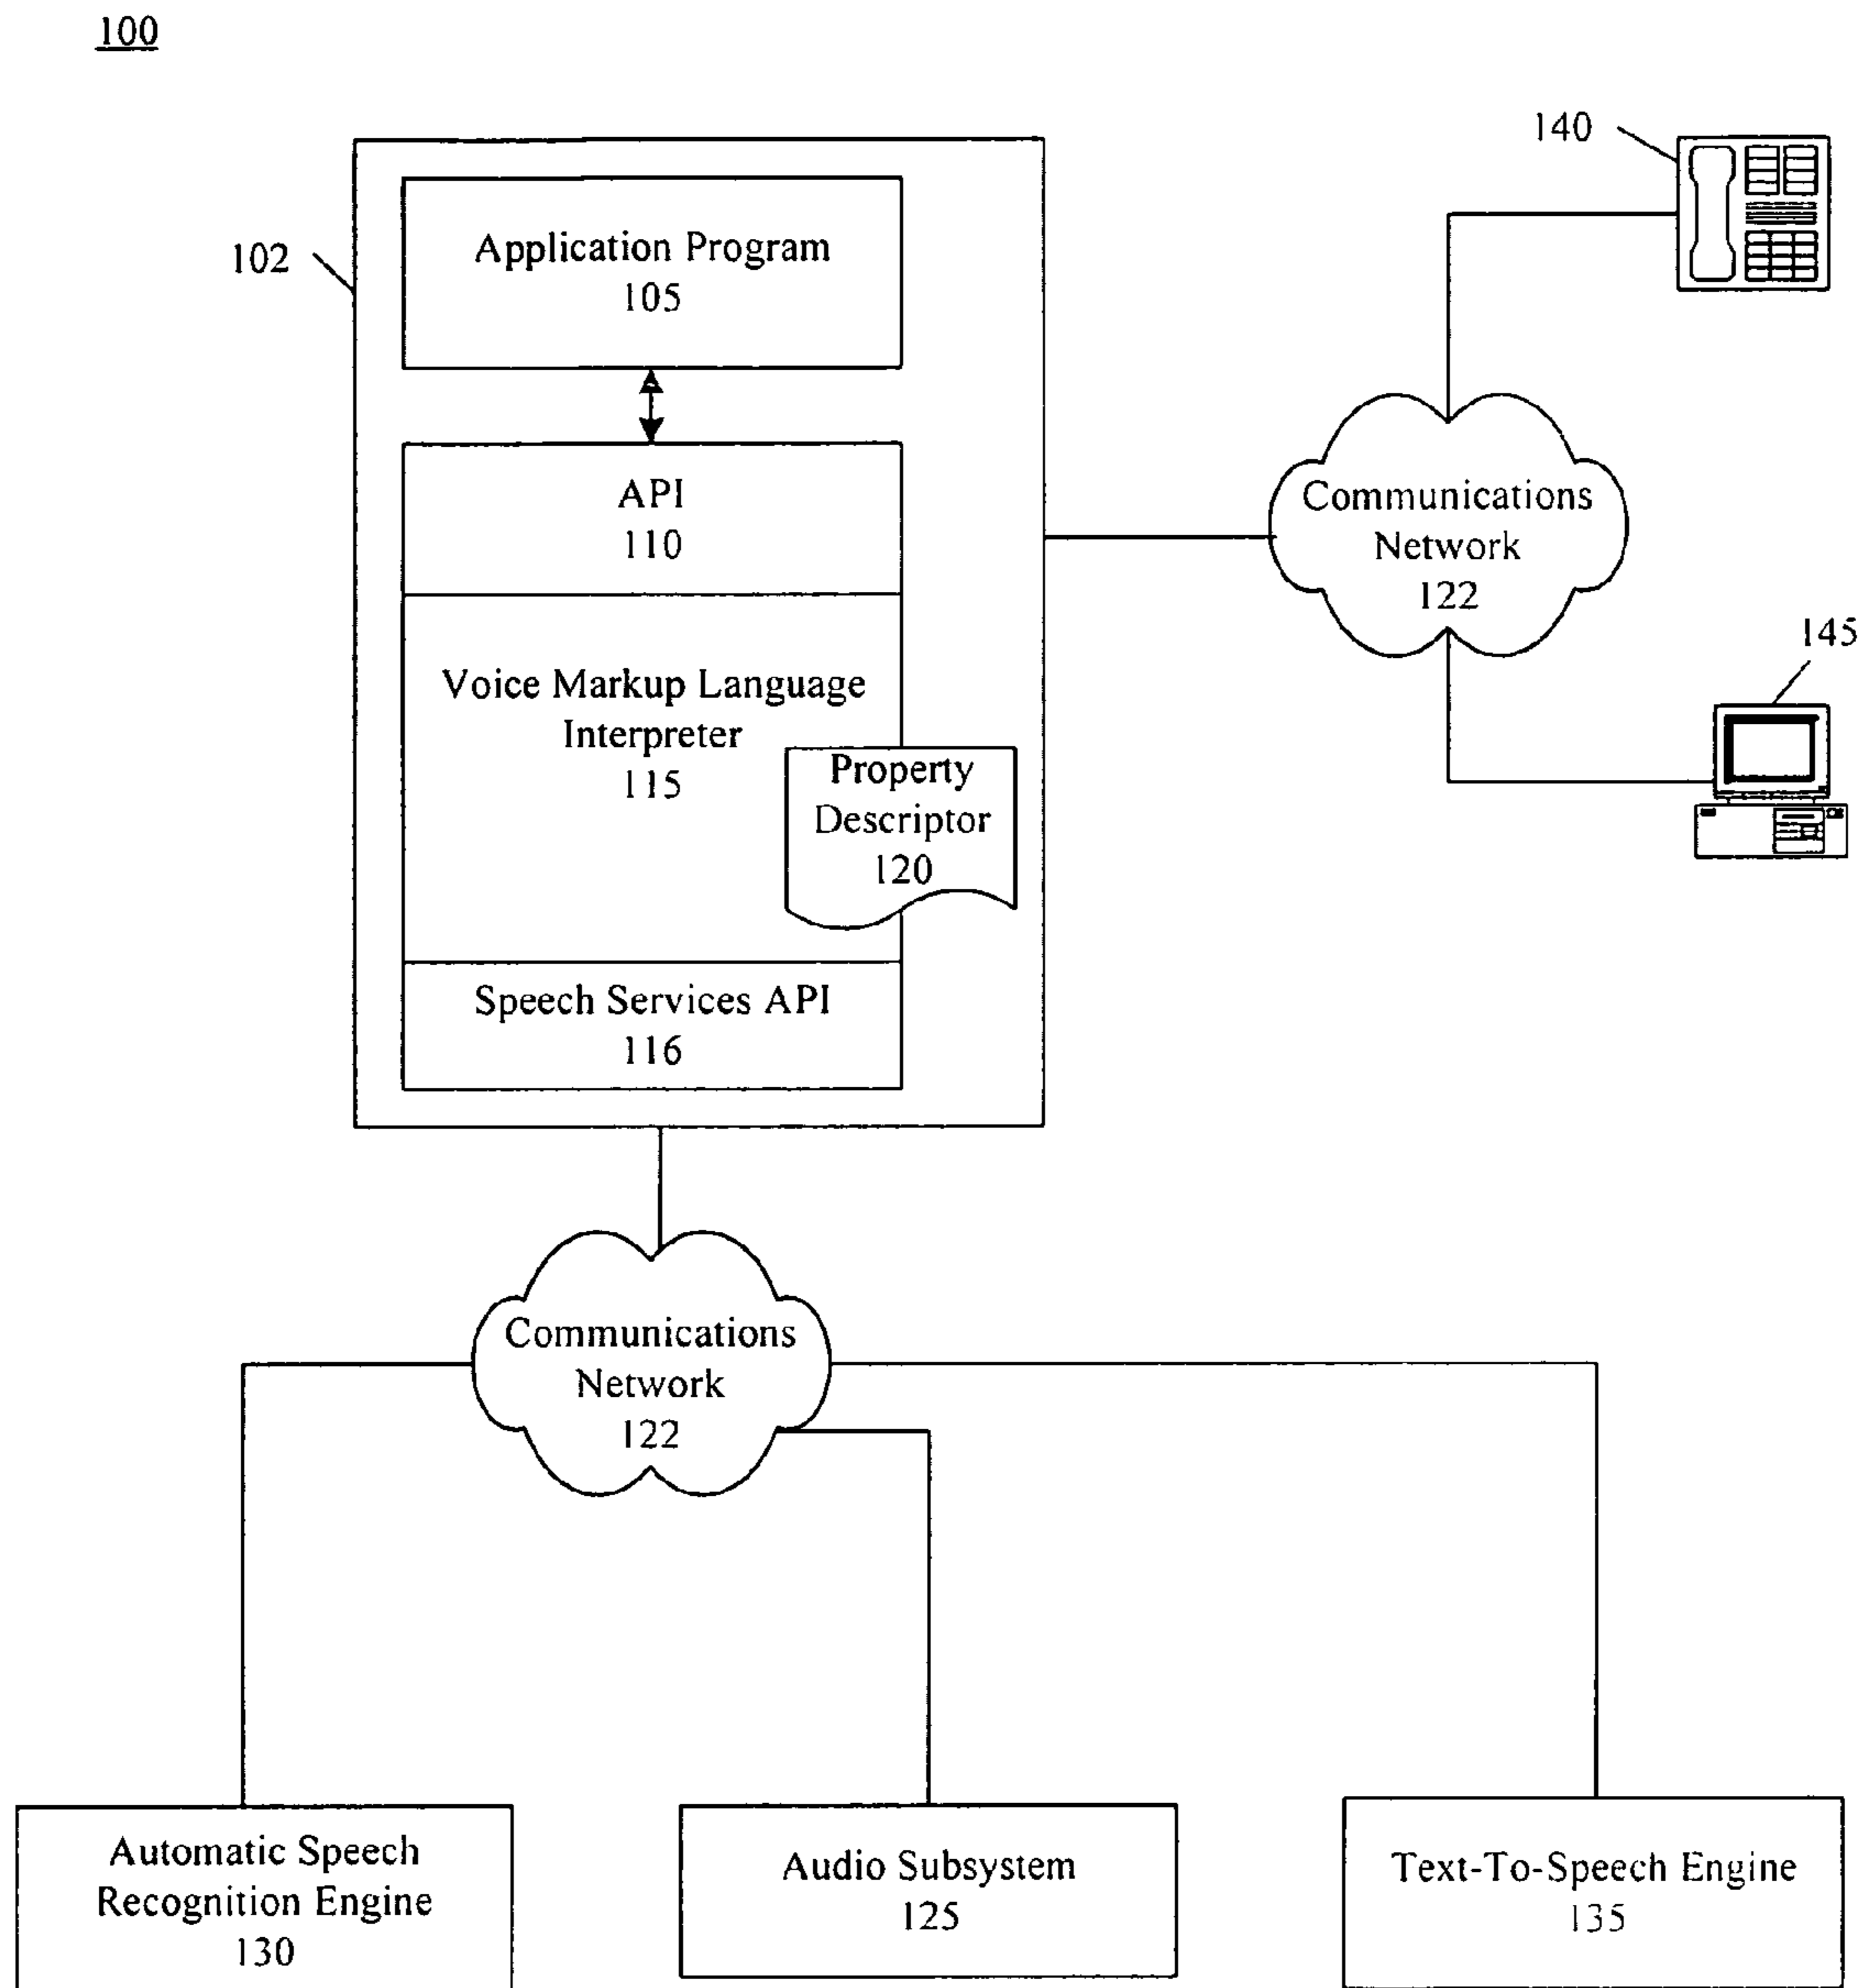 100
140
102
Application Program
105
API
110
Communications
Network
122
145
Voice Markup Language
Interpreter
115
Property
Descriptor
120
Speech Services API
116
Communications
Network
122
Automatic Speech
Recognition Engine
130
Audio Subsystem
125
Text-To-Speech Engine
135